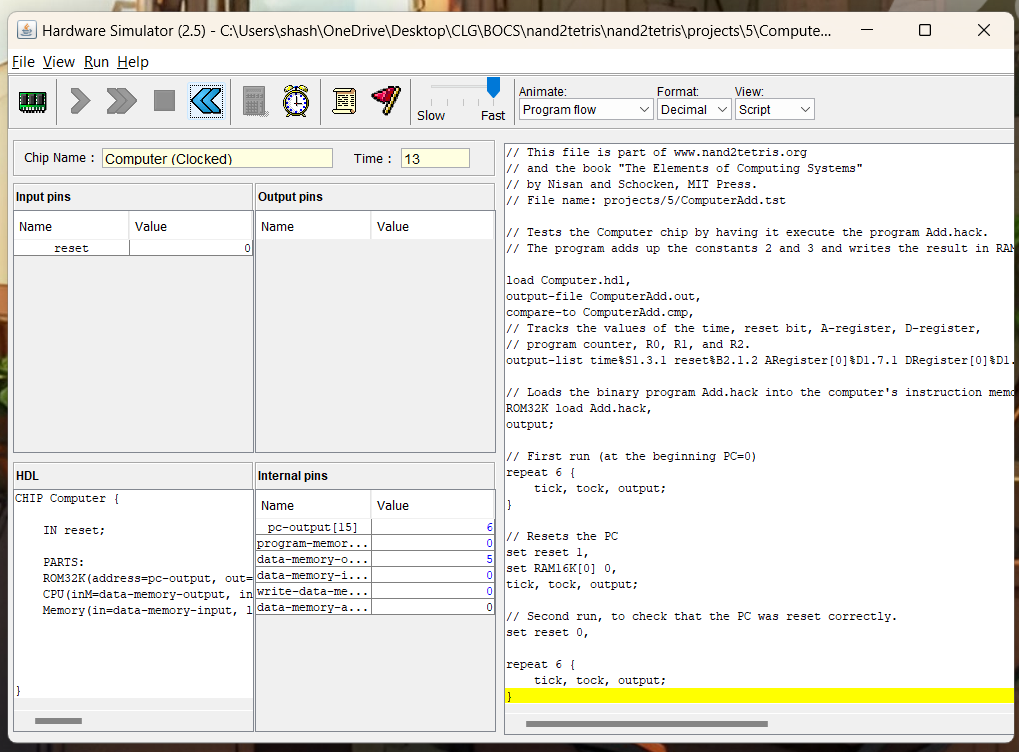 Hardware Simulator (2.5) - C:\Users\shash\OneDrive\Desktop\CLG\BOCS\nand2tetris\nand2tetris\projects\5\Compute...
File View Run Help
Slow Fast
Animate: Format: View:
Program flow Decimal Script
Chip Name : Computer (Clocked) Time : 13
Input pins
Name Value
reset 0
Output pins
Name Value
HDL
CHIP Computer {
IN reset;
PARTS:
ROM32K(address=pc-output, out=
CPU(inM=data-memory-output, in
Memory(in=data-memory-input, l
}
Internal pins
Name Value
pc-output[15] 6
program-memor... 0
data-memory-o... 5
data-memory-i... 0
write-data-me... 0
data-memory-a... 0
// This file is part of www.nand2tetris.org
// and the book "The Elements of Computing Systems"
// by Nisan and Schocken, MIT Press.
// File name: projects/5/ComputerAdd.tst
// Tests the Computer chip by having it execute the program Add.hack.
// The program adds up the constants 2 and 3 and writes the result in RAM
load Computer.hdl,
output-file ComputerAdd.out,
compare-to ComputerAdd.cmp,
// Tracks the values of the time, reset bit, A-register, D-register,
// program counter, R0, R1, and R2.
output-list time%S1.3.1 reset%B2.1.2 ARegister[0]%D1.7.1 DRegister[0]%D1.
// Loads the binary program Add.hack into the computer's instruction memo
ROM32K load Add.hack,
output;
// First run (at the beginning PC=0)
repeat 6 {
tick, tock, output;
}
// Resets the PC
set reset 1,
set RAM16K[0] 0,
tick, tock, output;
// Second run, to check that the PC was reset correctly.
set reset 0,
repeat 6 {
tick, tock, output;
}